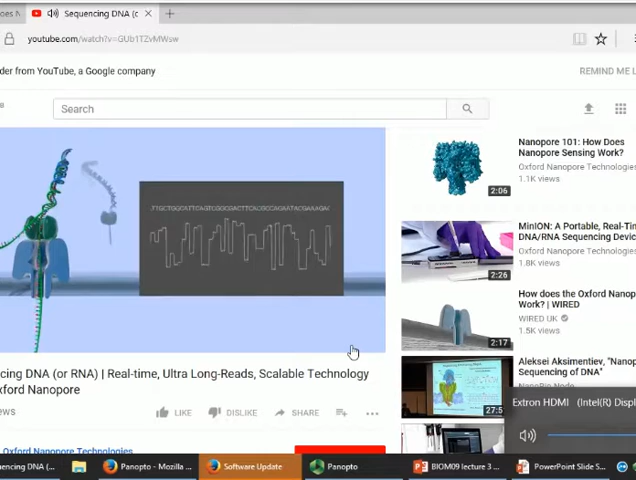 oes N
Sequencing DNA (c
youtube.com/watch?v=GUb1TZvMWsw
der from YouTube, a Google company
REMIND ME L
Search
Nanopore 101: How Does
Nanopore Sensing Work?
Oxford Nanopore Technologies
1.1K views
2:06
MinION: A Portable, Real-Tim
DNA/RNA Sequencing Devic
Oxford Nanopore Technologies
1.8K views
2:26
How does the Oxford Nanop
Work? | WIRED
WIRED UK
1.5K views
2:17
Aleksei Aksimentiev, "Nanop
Sequencing of DNA"
27:5
Extron HDMI (Intel(R) Displ
cing DNA (or RNA) | Real-time, Ultra Long-Reads, Scalable Technology
xford Nanopore
ews
LIKE
DISLIKE
SHARE
Oxford Nanopore Technologies
uencing DNA (...
Panopto - Mozilla ...
Software Update
Panopto
BIOM09 lecture 3 ...
PowerPoint Slide S...